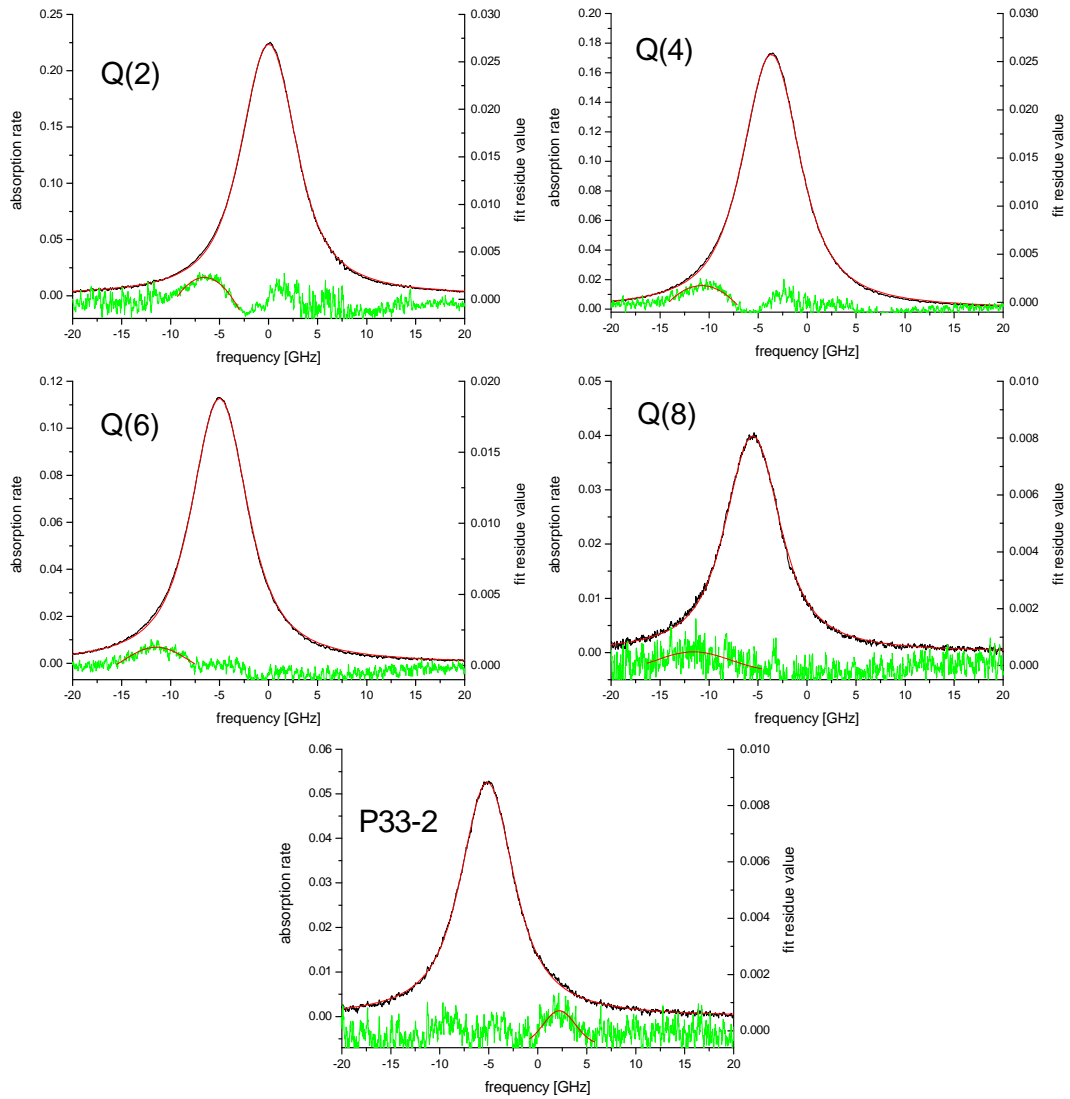 Q(2)
absorption rate
0.25
0.20
0.15
0.10
0.05
0.00
fit residue value
0.030
0.025
0.020
0.015
0.010
0.005
0.000
-20 -15 -10 -5 0 5 10 15 20
frequency [GHz]
Q(4)
absorption rate
0.20
0.18
0.16
0.14
0.12
0.10
0.08
0.06
0.04
0.02
0.00
fit residue value
0.030
0.025
0.020
0.015
0.010
0.005
0.000
-20 -15 -10 -5 0 5 10 15 20
frequency [GHz]
Q(6)
absorption rate
0.12
0.10
0.08
0.06
0.04
0.02
0.00
fit residue value
0.020
0.015
0.010
0.005
0.000
-20 -15 -10 -5 0 5 10 15 20
frequency [GHz]
Q(8)
absorption rate
0.05
0.04
0.03
0.02
0.01
0.00
fit residue value
0.010
0.008
0.006
0.004
0.002
0.000
-20 -15 -10 -5 0 5 10 15 20
frequency [GHz]
P33-2
absorption rate
0.06
0.05
0.04
0.03
0.02
0.01
0.00
fit residue value
0.010
0.008
0.006
0.004
0.002
0.000
-20 -15 -10 -5 0 5 10 15 20
frequency [GHz]